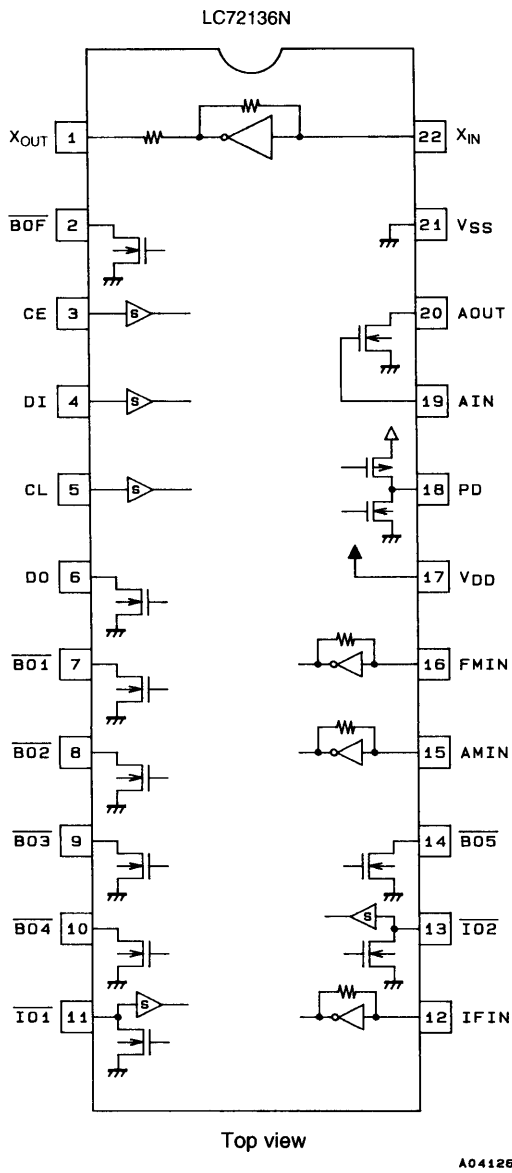 LC72136N
XOUT 1
22 XIN
BOF 2
21 VSS
CE 3 S
20 AOUT
DI 4 S
19 AIN
CL 5 S
18 PD
DO 6
17 VDD
BO1 7
16 FMIN
BO2 8
15 AMIN
BO3 9
14 BO5
BO4 10
S 13 IO2
IO1 11 S
12 IFIN
Top view
A04126